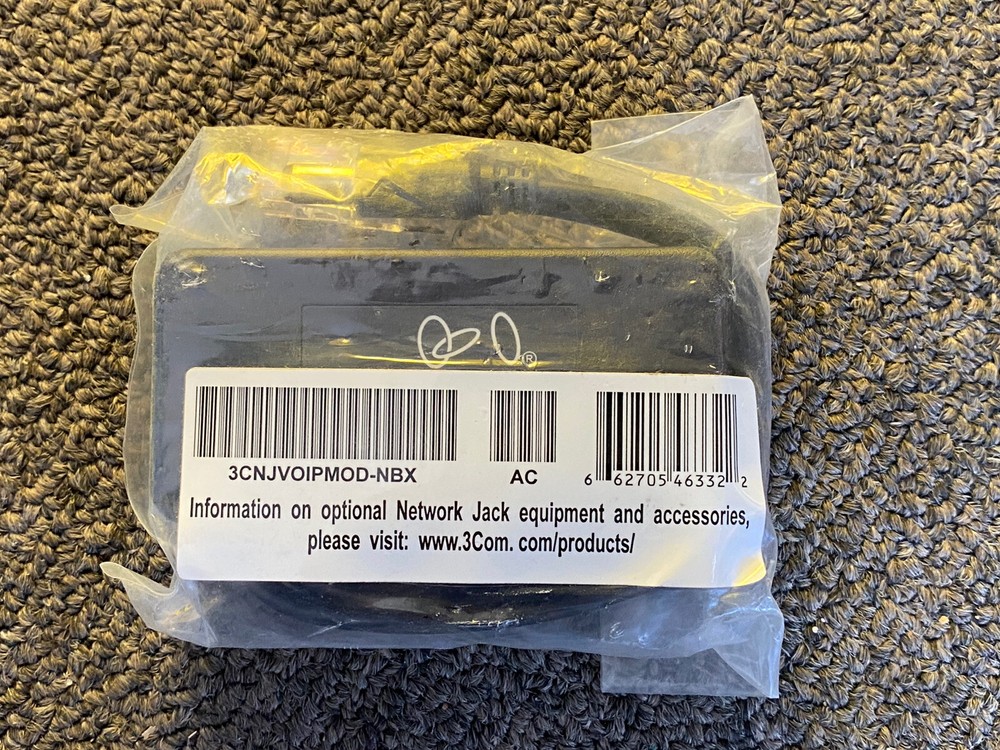 ®
3CNJVOIPMOD-NBX
AC
6 62705 46332 2
Information on optional Network Jack equipment and accessories,
please visit: www.3Com. com/products/